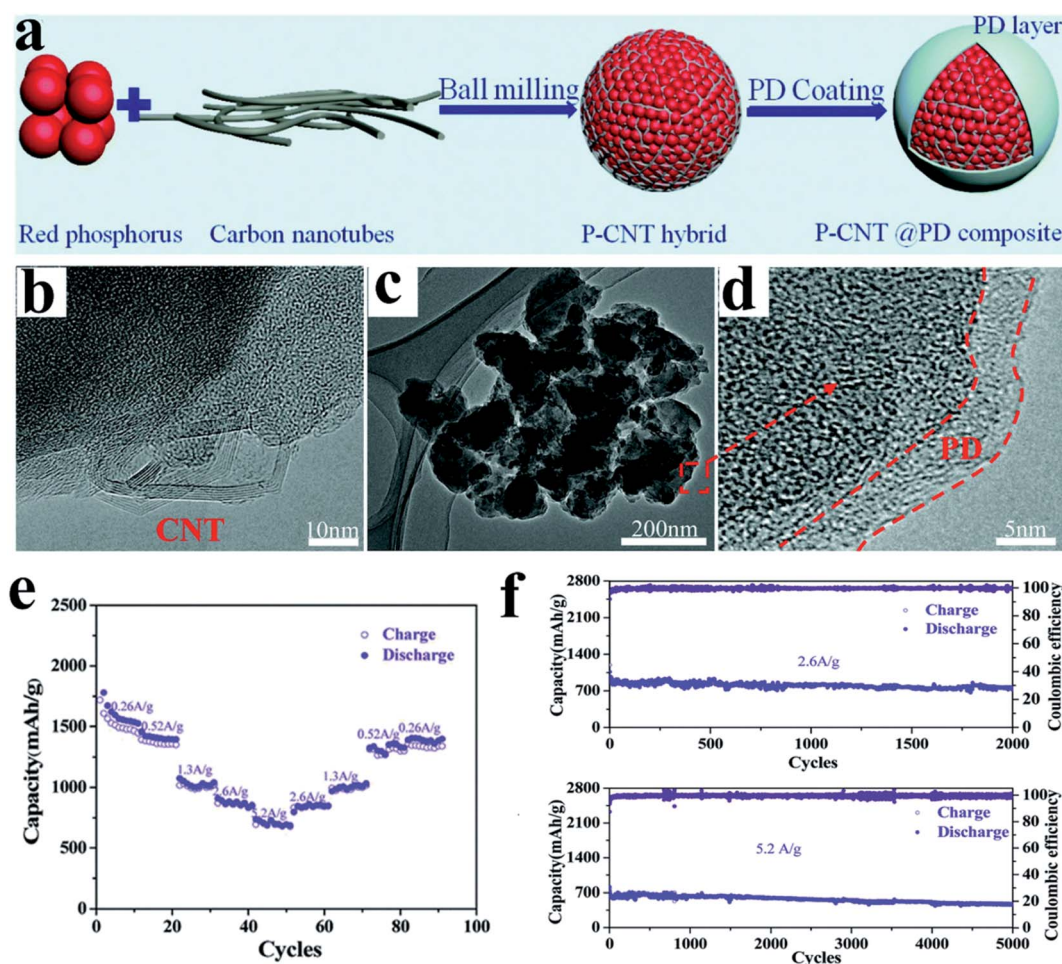 a
PD layer
Ball milling
PD Coating
Red phosphorus
Carbon nanotubes
P-CNT hybrid
P-CNT @PD composite
b
CNT
10nm
c
200nm
d
PD
5nm
e
2500
2000
1500
1000
500
0
Capacity(mAh/g)
Charge
Discharge
0.26A/g
0.52A/g
1.3A/g
2.6A/g
5.2A/g
2.6A/g
1.3A/g
0.52A/g
0.26A/g
0 20 40 60 80 100
Cycles
f
2800
2100
1400
700
0
Capacity(mAh/g)
Charge
Discharge
2.6A/g
100
80
60
40
20
0
Coulombic efficiency
0 500 1000 1500 2000
Cycles
2800
2100
1400
700
0
Capacity(mAh/g)
Charge
Discharge
5.2 A/g
100
80
60
40
20
0
Coulombic efficiency
0 1000 2000 3000 4000 5000
Cycles